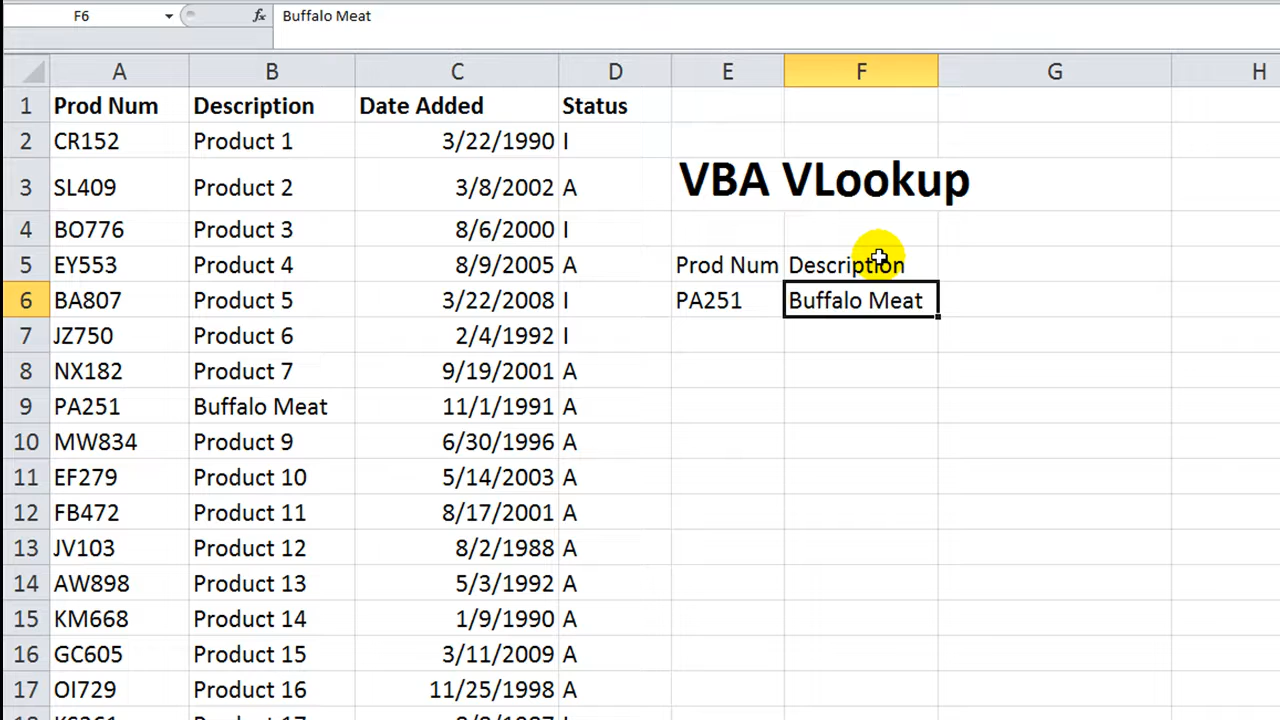 F6 fx Buffalo Meat
A B C D E F G H
1 Prod Num Description Date Added Status
2 CR152 Product 1 3/22/1990 I
3 SL409 Product 2 3/8/2002 A VBA VLookup
4 BO776 Product 3 8/6/2000 I
5 EY553 Product 4 8/9/2005 A Prod Num Description
6 BA807 Product 5 3/22/2008 I PA251 Buffalo Meat
7 JZ750 Product 6 2/4/1992 I
8 NX182 Product 7 9/19/2001 A
9 PA251 Buffalo Meat 11/1/1991 A
10 MW834 Product 9 6/30/1996 A
11 EF279 Product 10 5/14/2003 A
12 FB472 Product 11 8/17/2001 A
13 JV103 Product 12 8/2/1988 A
14 AW898 Product 13 5/3/1992 A
15 KM668 Product 14 1/9/1990 A
16 GC605 Product 15 3/11/2009 A
17 OI729 Product 16 11/25/1998 A